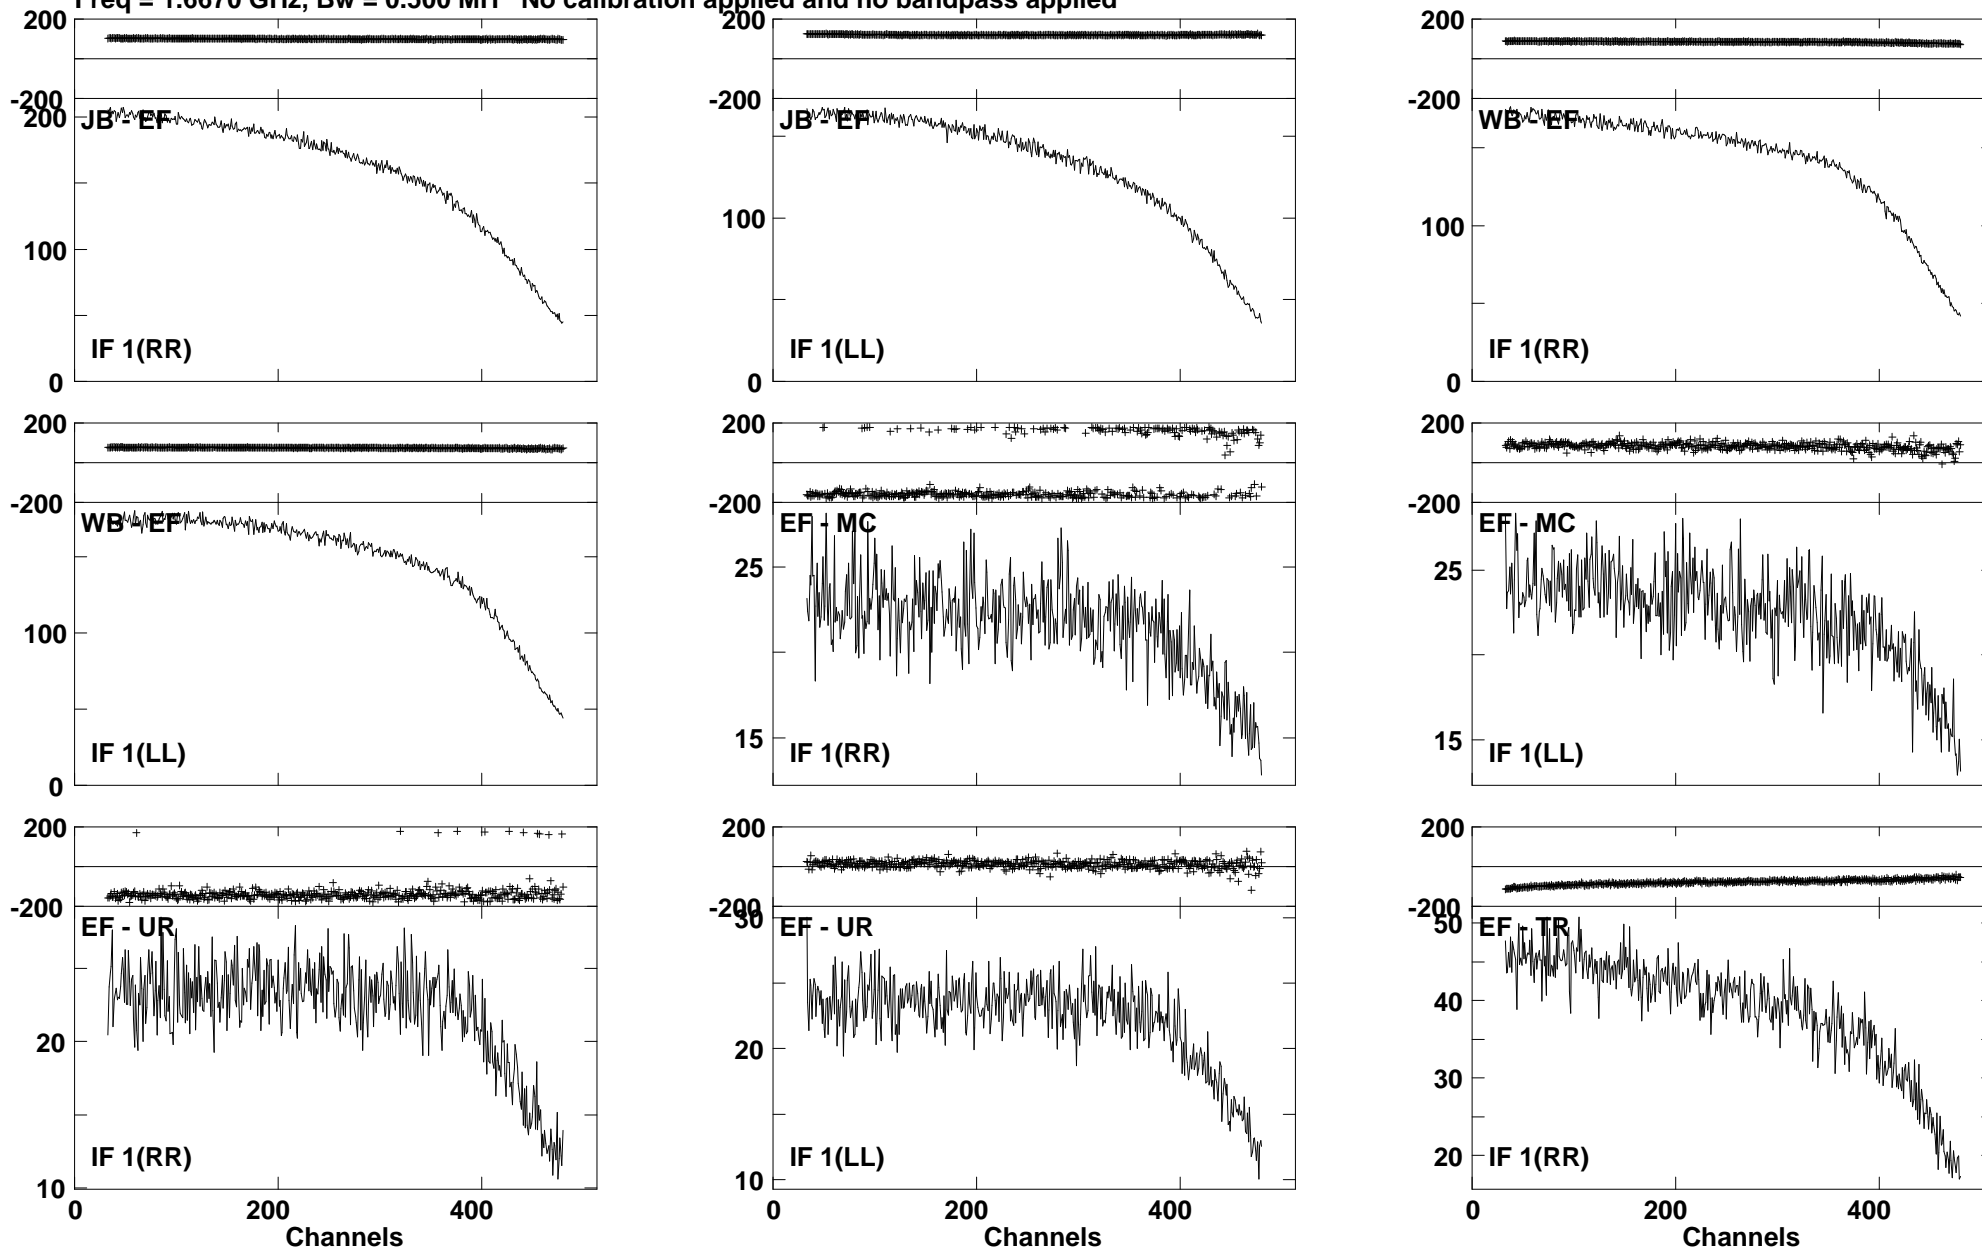 Freq = 1.6670 GHz, Bw = 0.500 MH No calibration applied and no bandpass applied
200 200 200
-200 -200 -200
200 JB - EF JB - EF WB - EF
100 100 100
IF 1(RR) IF 1(LL) IF 1(RR)
0 0 0
200 200 200
-200 -200 -200
WB - EF EF - MC EF - MC
25 25
100
15 15
IF 1(LL) IF 1(RR) IF 1(LL)
0
200 200 200
-200 -200 -200
30 50
EF - UR EF - UR EF - TR
40
20 20
30
IF 1(RR) IF 1(LL) 20 IF 1(RR)
10 10
0 200 400 0 200 400 0 200 400
Channels Channels Channels